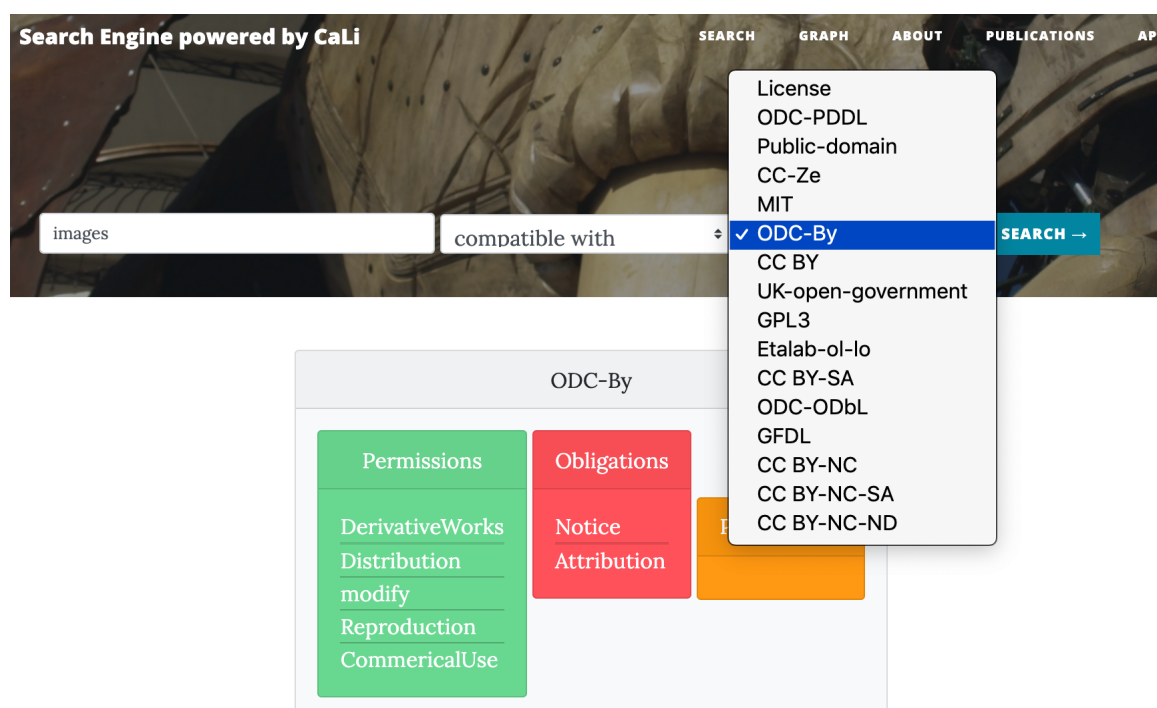 Search Engine powered by CaLi
SEARCH GRAPH ABOUT PUBLICATIONS AP
images
compatible with
SEARCH →
License
ODC-PDDL
Public-domain
CC-Ze
MIT
✓ ODC-By
CC BY
UK-open-government
GPL3
Etalab-ol-lo
CC BY-SA
ODC-ODbL
GFDL
CC BY-NC
CC BY-NC-SA
CC BY-NC-ND
ODC-By
Permissions
DerivativeWorks
Distribution
modify
Reproduction
CommericalUse
Obligations
Notice
Attribution